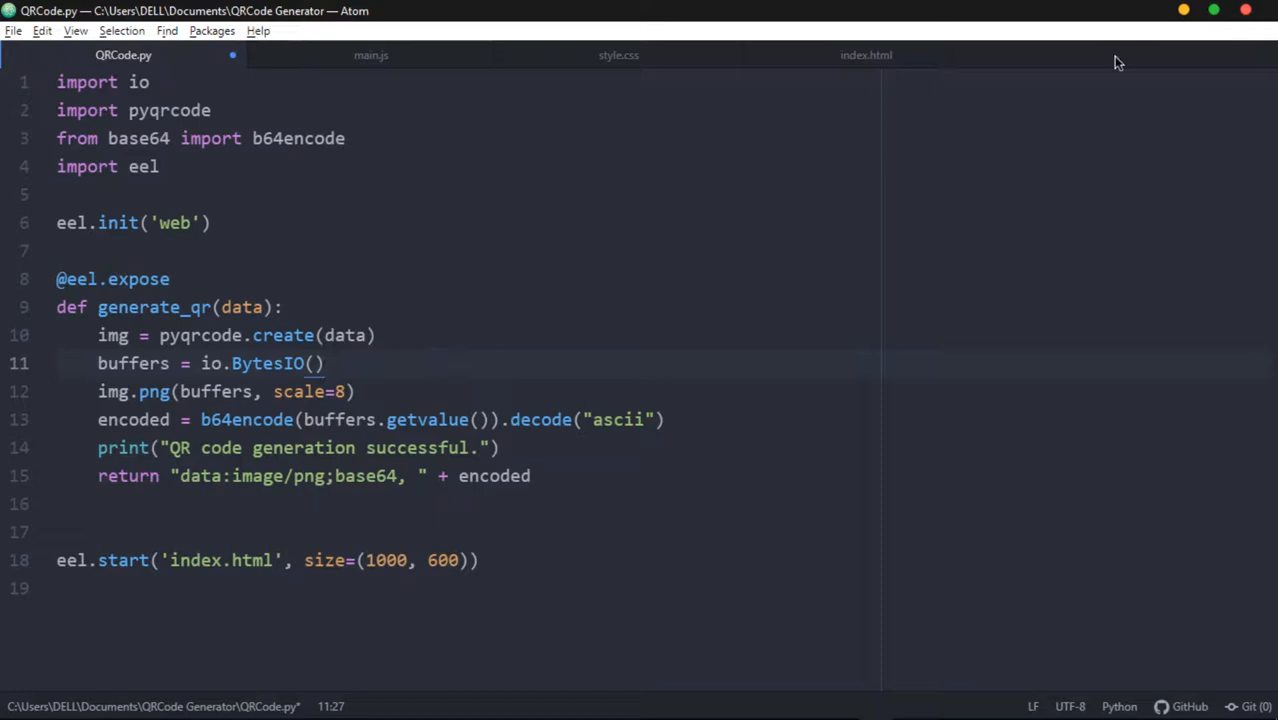 QRCode.py — C:\Users\DELL\Documents\QRCode Generator — Atom
File Edit View Selection Find Packages Help
QRCode.py main.js style.css index.html
1 import io
2 import pyqrcode
3 from base64 import b64encode
4 import eel
5
6 eel.init('web')
7
8 @eel.expose
9 def generate_qr(data):
10     img = pyqrcode.create(data)
11     buffers = io.BytesIO()
12     img.png(buffers, scale=8)
13     encoded = b64encode(buffers.getvalue()).decode("ascii")
14     print("QR code generation successful.")
15     return "data:image/png;base64, " + encoded
16
17
18 eel.start('index.html', size=(1000, 600))
19
C:\Users\DELL\Documents\QRCode Generator\QRCode.py* 11:27 LF UTF-8 Python GitHub Git (0)